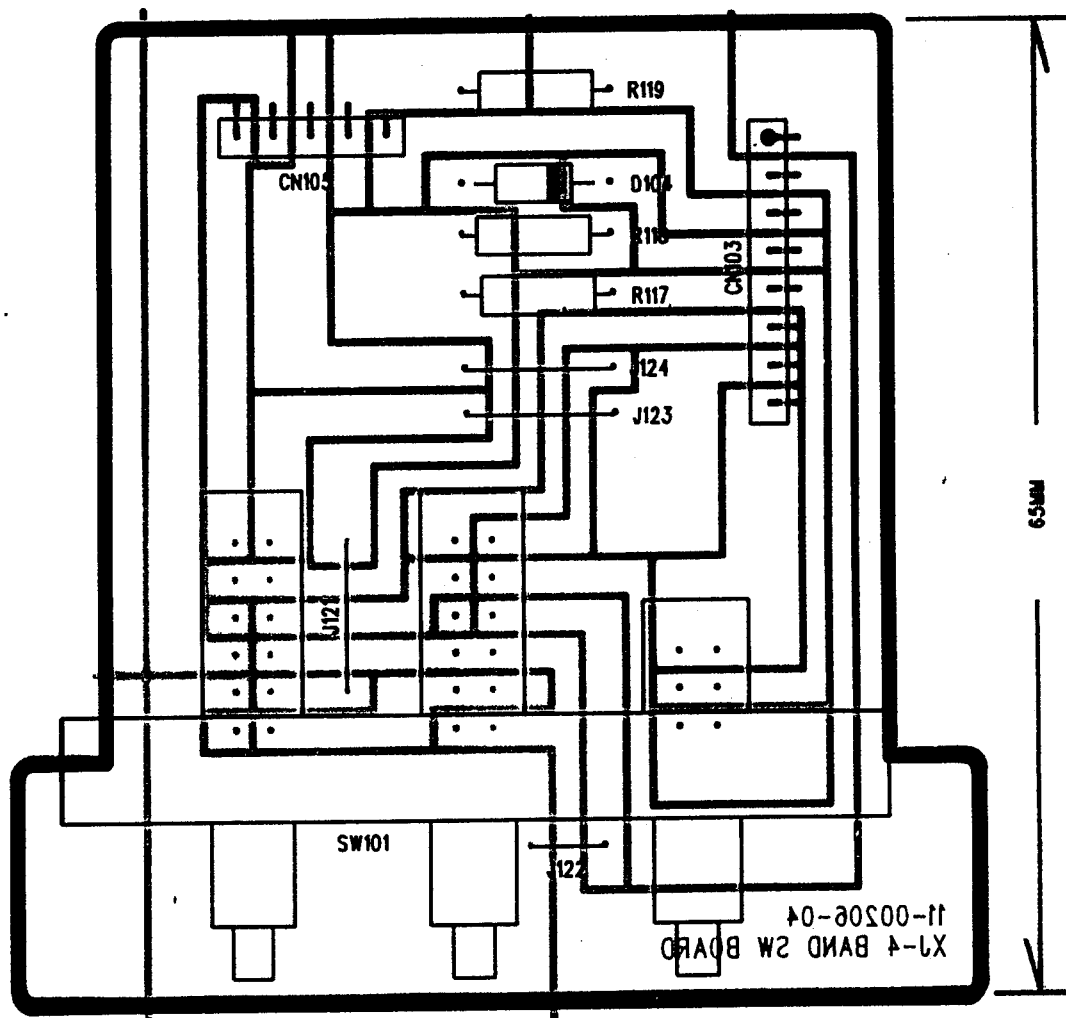 R119
CN105
D104
R118
CN103
R117
J124
J123
65MM
J121
SW101
J122
11-00206-04
XJ-4 BAND SW BOARD